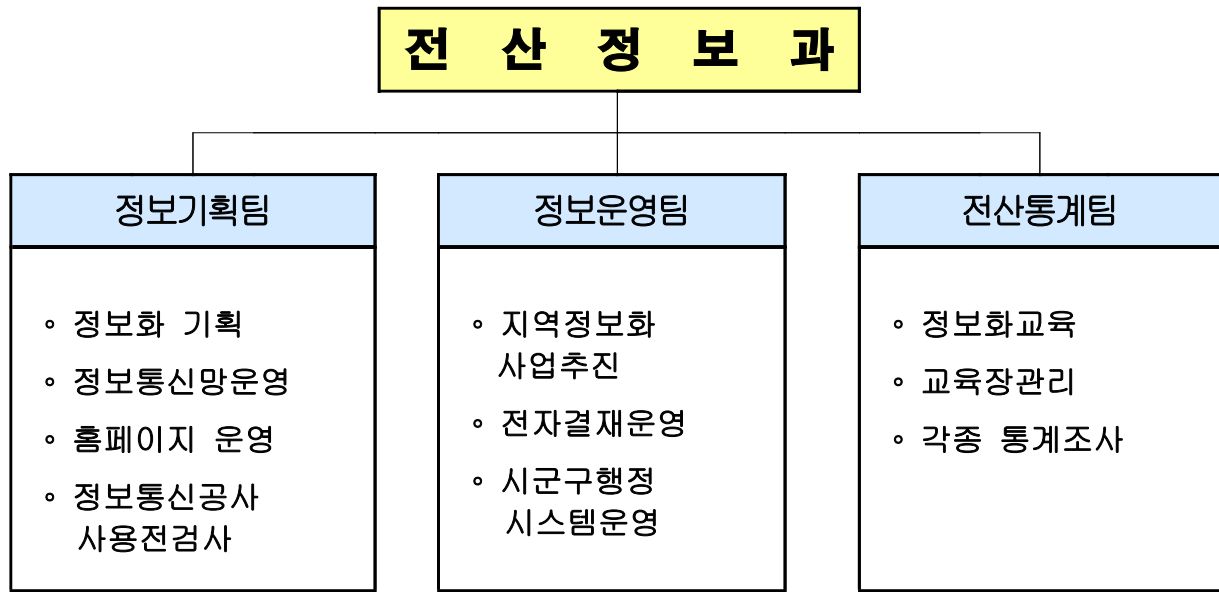 전 산 정 보 과
정보기획팀
◦ 정보화 기획
◦ 정보통신망운영
◦ 홈페이지 운영
◦ 정보통신공사
사용전검사
정보운영팀
◦ 지역정보화
사업추진
◦ 전자결재운영
◦ 시군구행정
시스템운영
전산통계팀
◦ 정보화교육
◦ 교육장관리
◦ 각종 통계조사